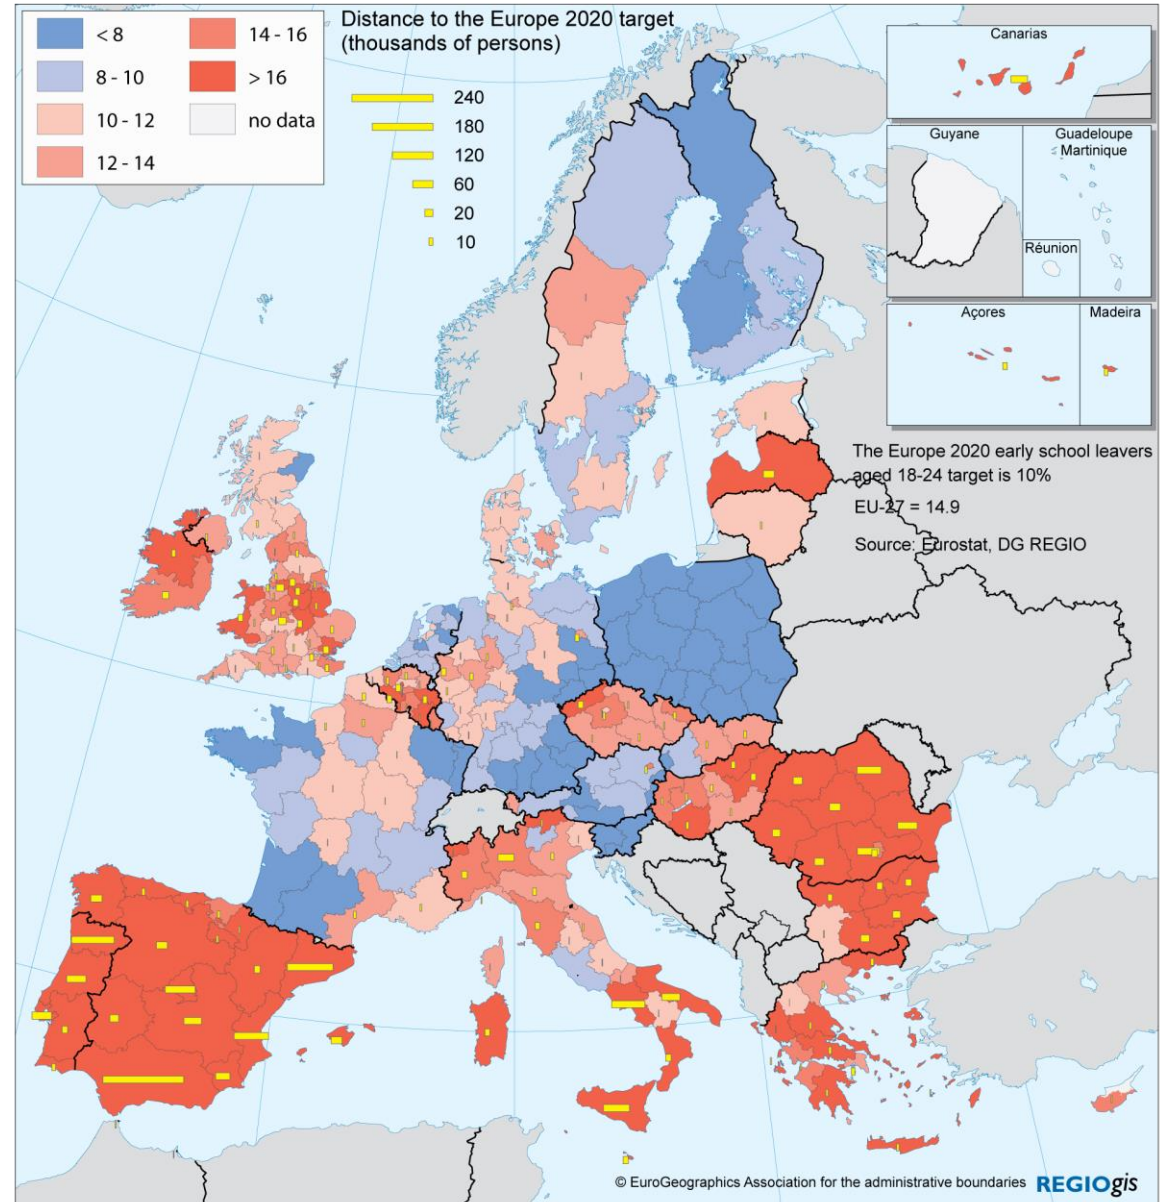 Distance to the Europe 2020 target
(thousands of persons)
< 8
8 - 10
10 - 12
12 - 14
14 - 16
> 16
no data
240
180
120
60
20
10
Canarias
Guyane
Guadeloupe
Martinique
Réunion
Açores
Madeira
The Europe 2020 early school leavers
aged 18-24 target is 10%
EU-27 = 14.9
Source: Eurostat, DG REGIO
© EuroGeographics Association for the administrative boundaries
REGIOgis